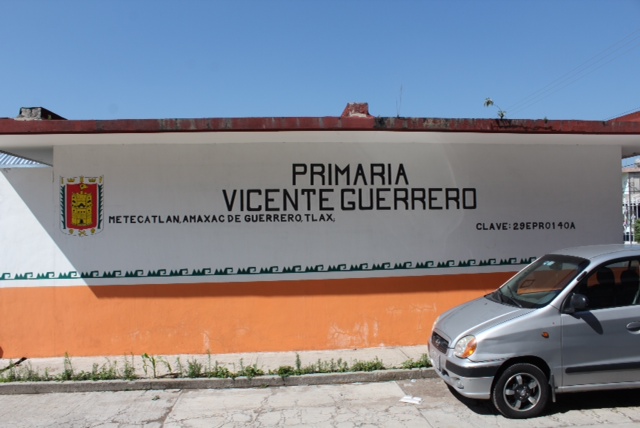 PRIMARIA
VICENTE GUERRERO
METECATLAN, AMAXAC DE GUERRERO, TLAX,
CLAVE: 29EPR0140A